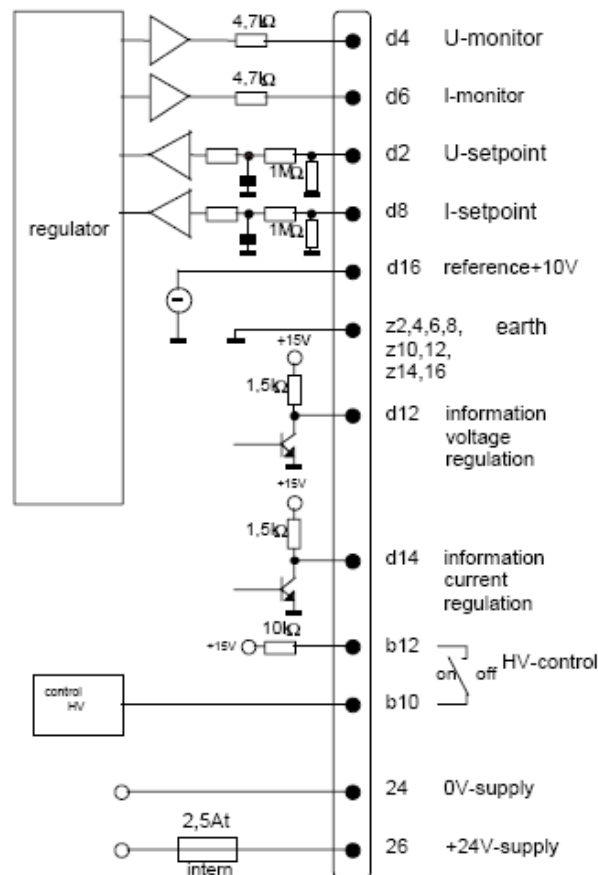 4,7kΩ
d4 U-monitor
4,7kΩ
d6 I-monitor
d2 U-setpoint
1MΩ
d8 I-setpoint
1MΩ
regulator
d16 reference+10V
z2,4,6,8, earth
z10,12,
z14,16
+15V
1,5kΩ
d12 information
voltage
regulation
+15V
1,5kΩ
d14 information
current
regulation
10kΩ
+15V
b12
on off HV-control
b10
control
HV
24 0V-supply
2,5At
26 +24V-supply
intern